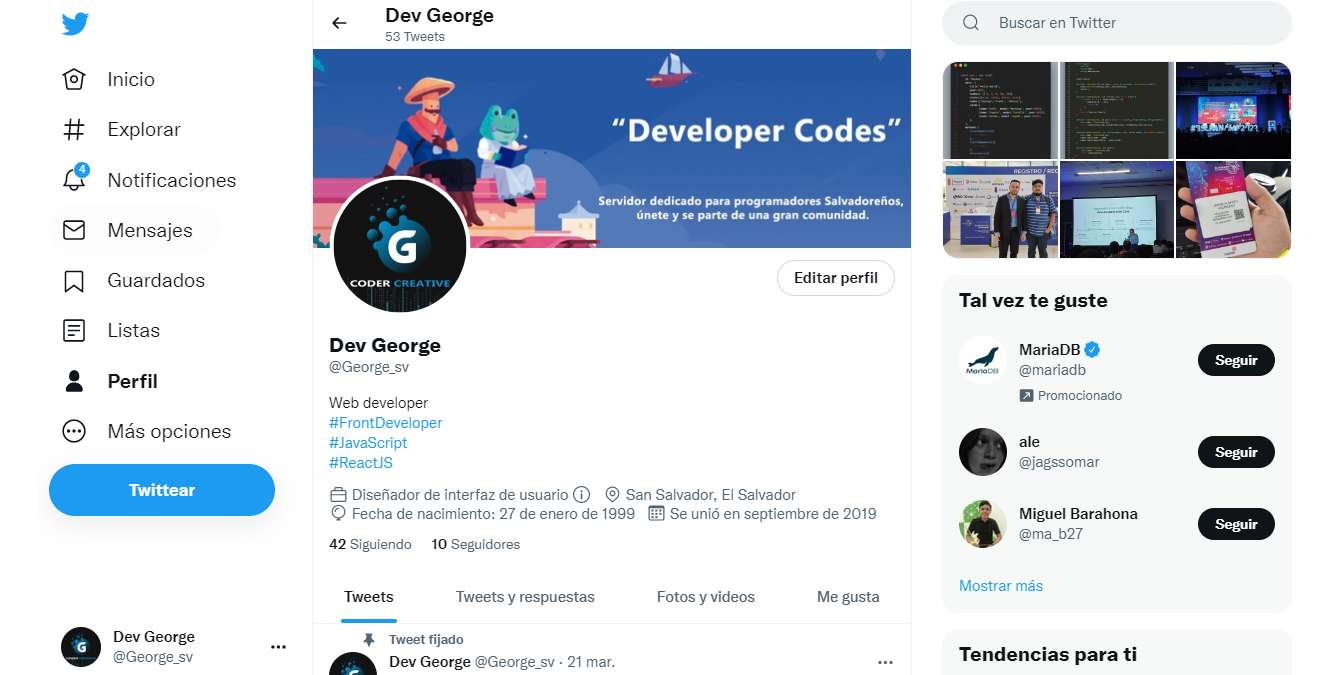 Inicio
Explorar
4
Notificaciones
Mensajes
Guardados
Listas
Perfil
Más opciones
Twittear
Dev George
@George_sv
Dev George
53 Tweets
“Developer Codes”
Servidor dedicado para programadores Salvadoreños,
únete y se parte de una gran comunidad.
G
CODER CREATIVE
Editar perfil
Dev George
@George_sv
Web developer
#FrontDeveloper
#JavaScript
#ReactJS
Diseñador de interfaz de usuario
San Salvador, El Salvador
Fecha de nacimiento: 27 de enero de 1999
Se unió en septiembre de 2019
42 Siguiendo
10 Seguidores
Tweets
Tweets y respuestas
Fotos y videos
Me gusta
Tweet fijado
Dev George @George_sv · 21 mar.
Buscar en Twitter
REGISTRO / REG
Tal vez te guste
MariaDB
MariaDB
@mariadb
Promocionado
Seguir
ale
@jagssomar
Seguir
Miguel Barahona
@ma_b27
Seguir
Mostrar más
Tendencias para ti